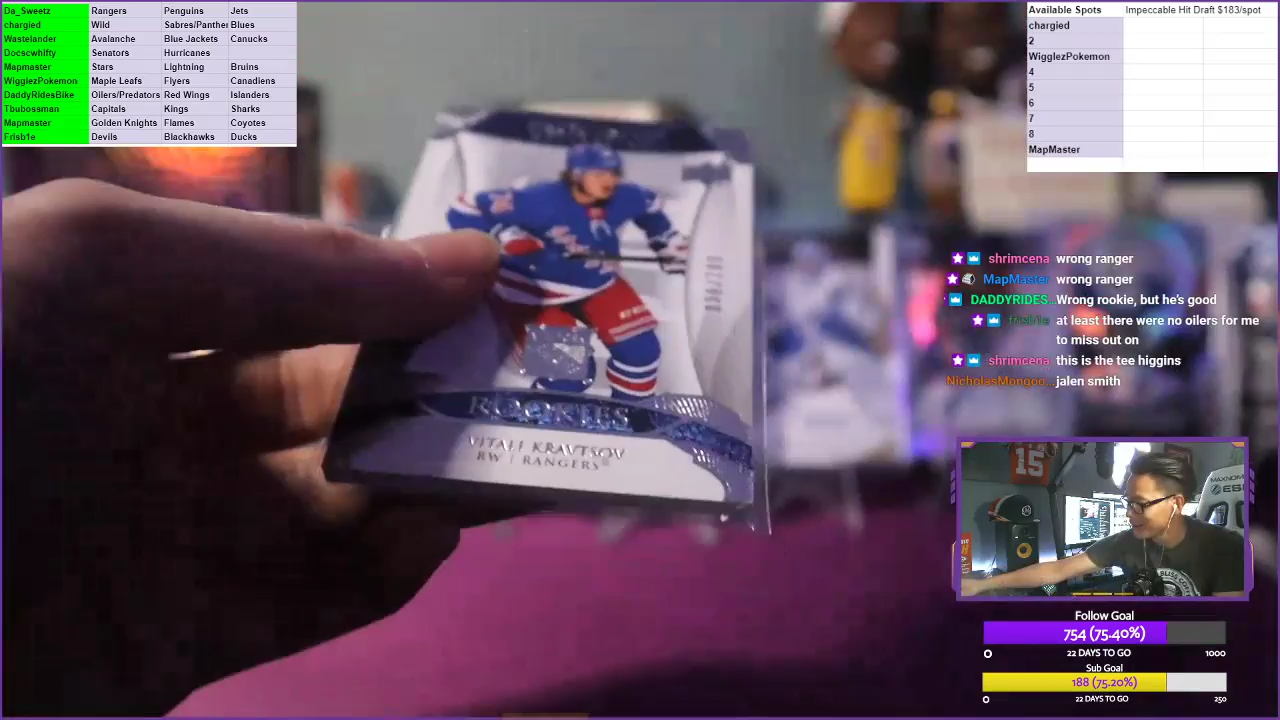 Da_Sweetz Rangers Penguins Jets
chargied Wild Sabres/Panther Blues
Wastelander Avalanche Blue Jackets Canucks
Docscwhifty Senators Hurricanes
Mapmaster Stars Lightning Bruins
WigglezPokemon Maple Leafs Flyers Canadiens
DaddyRidesBike Oilers/Predators Red Wings Islanders
Tbubossman Capitals Kings Sharks
Mapmaster Golden Knights Flames Coyotes
Frisb1e Devils Blackhawks Ducks
Available Spots Impeccable Hit Draft $183/spot
chargied
2
WigglezPokemon
4
5
6
7
8
MapMaster
ROOKIES
VITALI KRAVTSOV
RW | RANGERS
shrimcena wrong ranger
MapMaster wrong ranger
DADDYRIDES... Wrong rookie, but he's good
frisb1e at least there were no oilers for me
to miss out on
shrimcena this is the tee higgins
NicholasMongoo... jalen smith
15
MAXNOM
Follow Goal
754 (75.40%)
0 22 DAYS TO GO 1000
Sub Goal
188 (75.20%)
0 22 DAYS TO GO 250